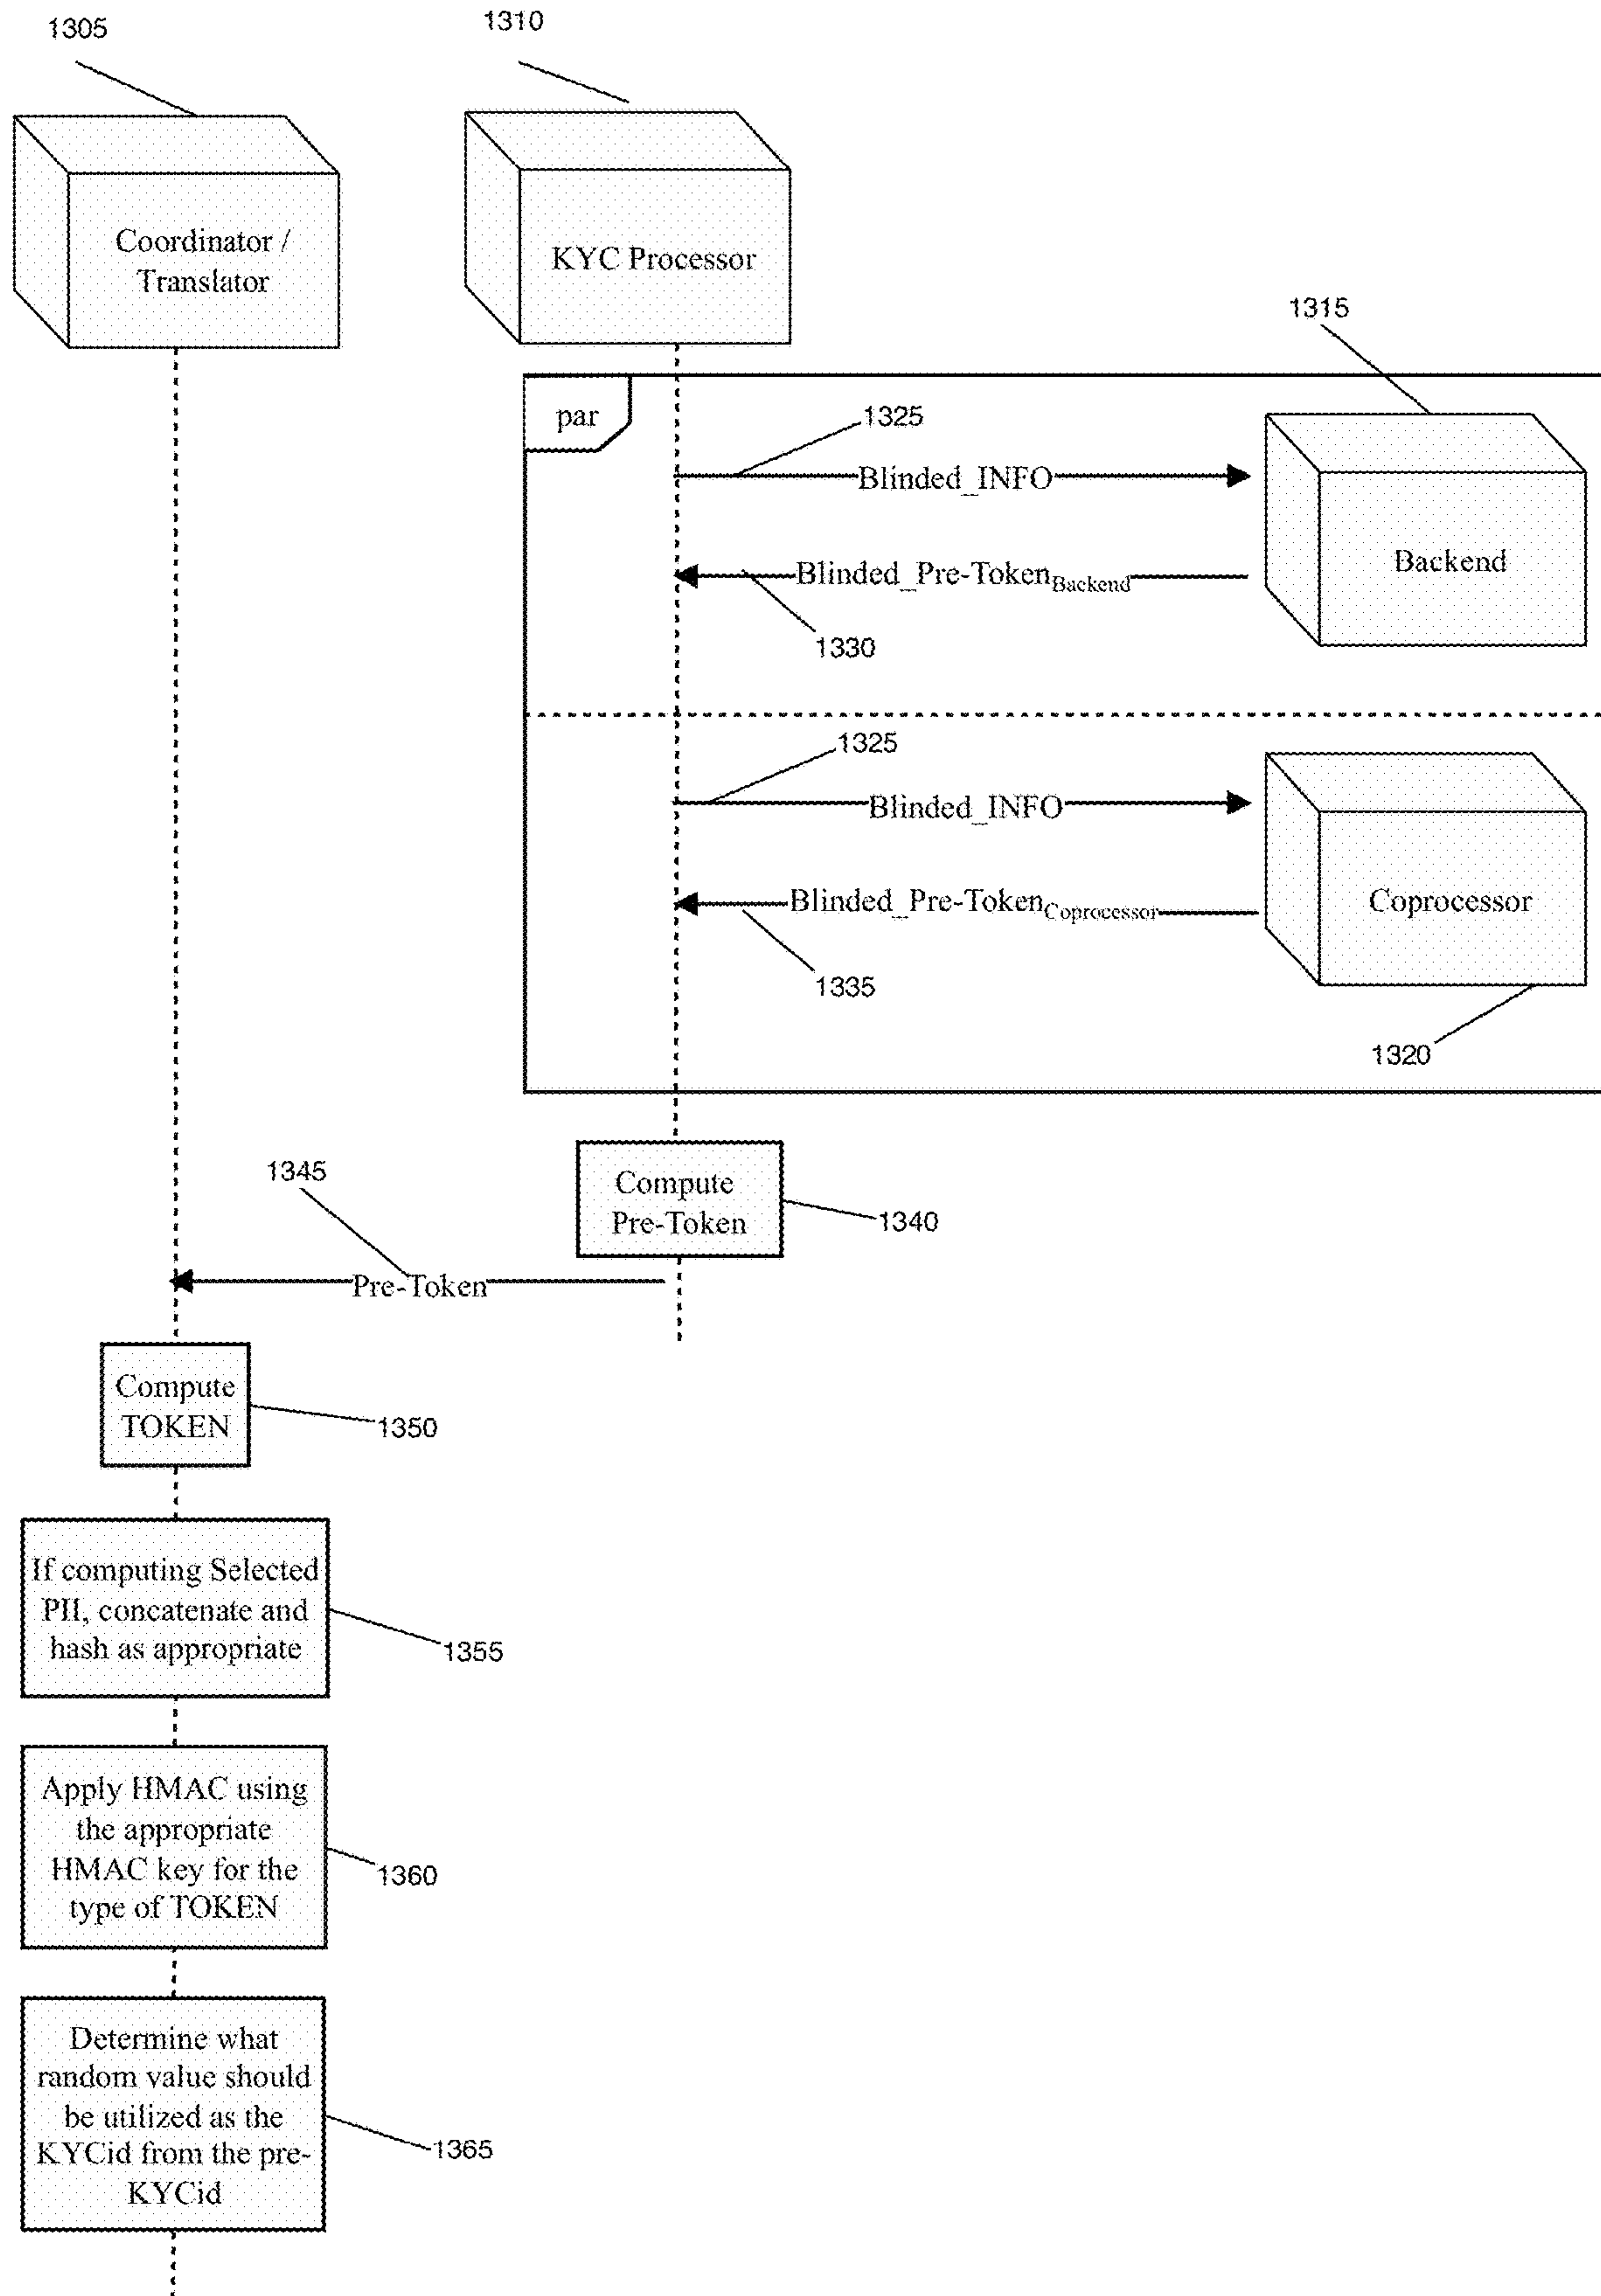 1305
1310
Coordinator /
Translator
KYC Processor
1315
par
1325
Blinded_INFO
Backend
Blinded_Pre-TokenBackend
1330
1325
Blinded_INFO
Coprocessor
Blinded_Pre-TokenCoprocessor
1335
1320
1345
Compute
Pre-Token
1340
Pre-Token
Compute
TOKEN
1350
If computing Selected
PII, concatenate and
hash as appropriate
1355
Apply HMAC using
the appropriate
HMAC key for the
type of TOKEN
1360
Determine what
random value should
be utilized as the
KYCid from the pre-
KYCid
1365